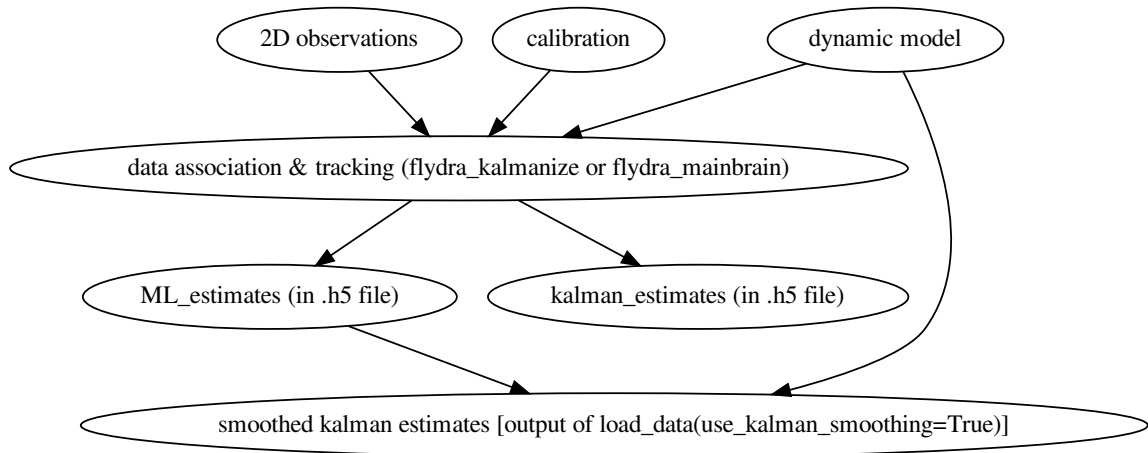 2D observations
calibration
dynamic model
data association & tracking (flydra_kalmanize or flydra_mainbrain)
ML_estimates (in .h5 file)
kalman_estimates (in .h5 file)
smoothed kalman estimates [output of load_data(use_kalman_smoothing=True)]